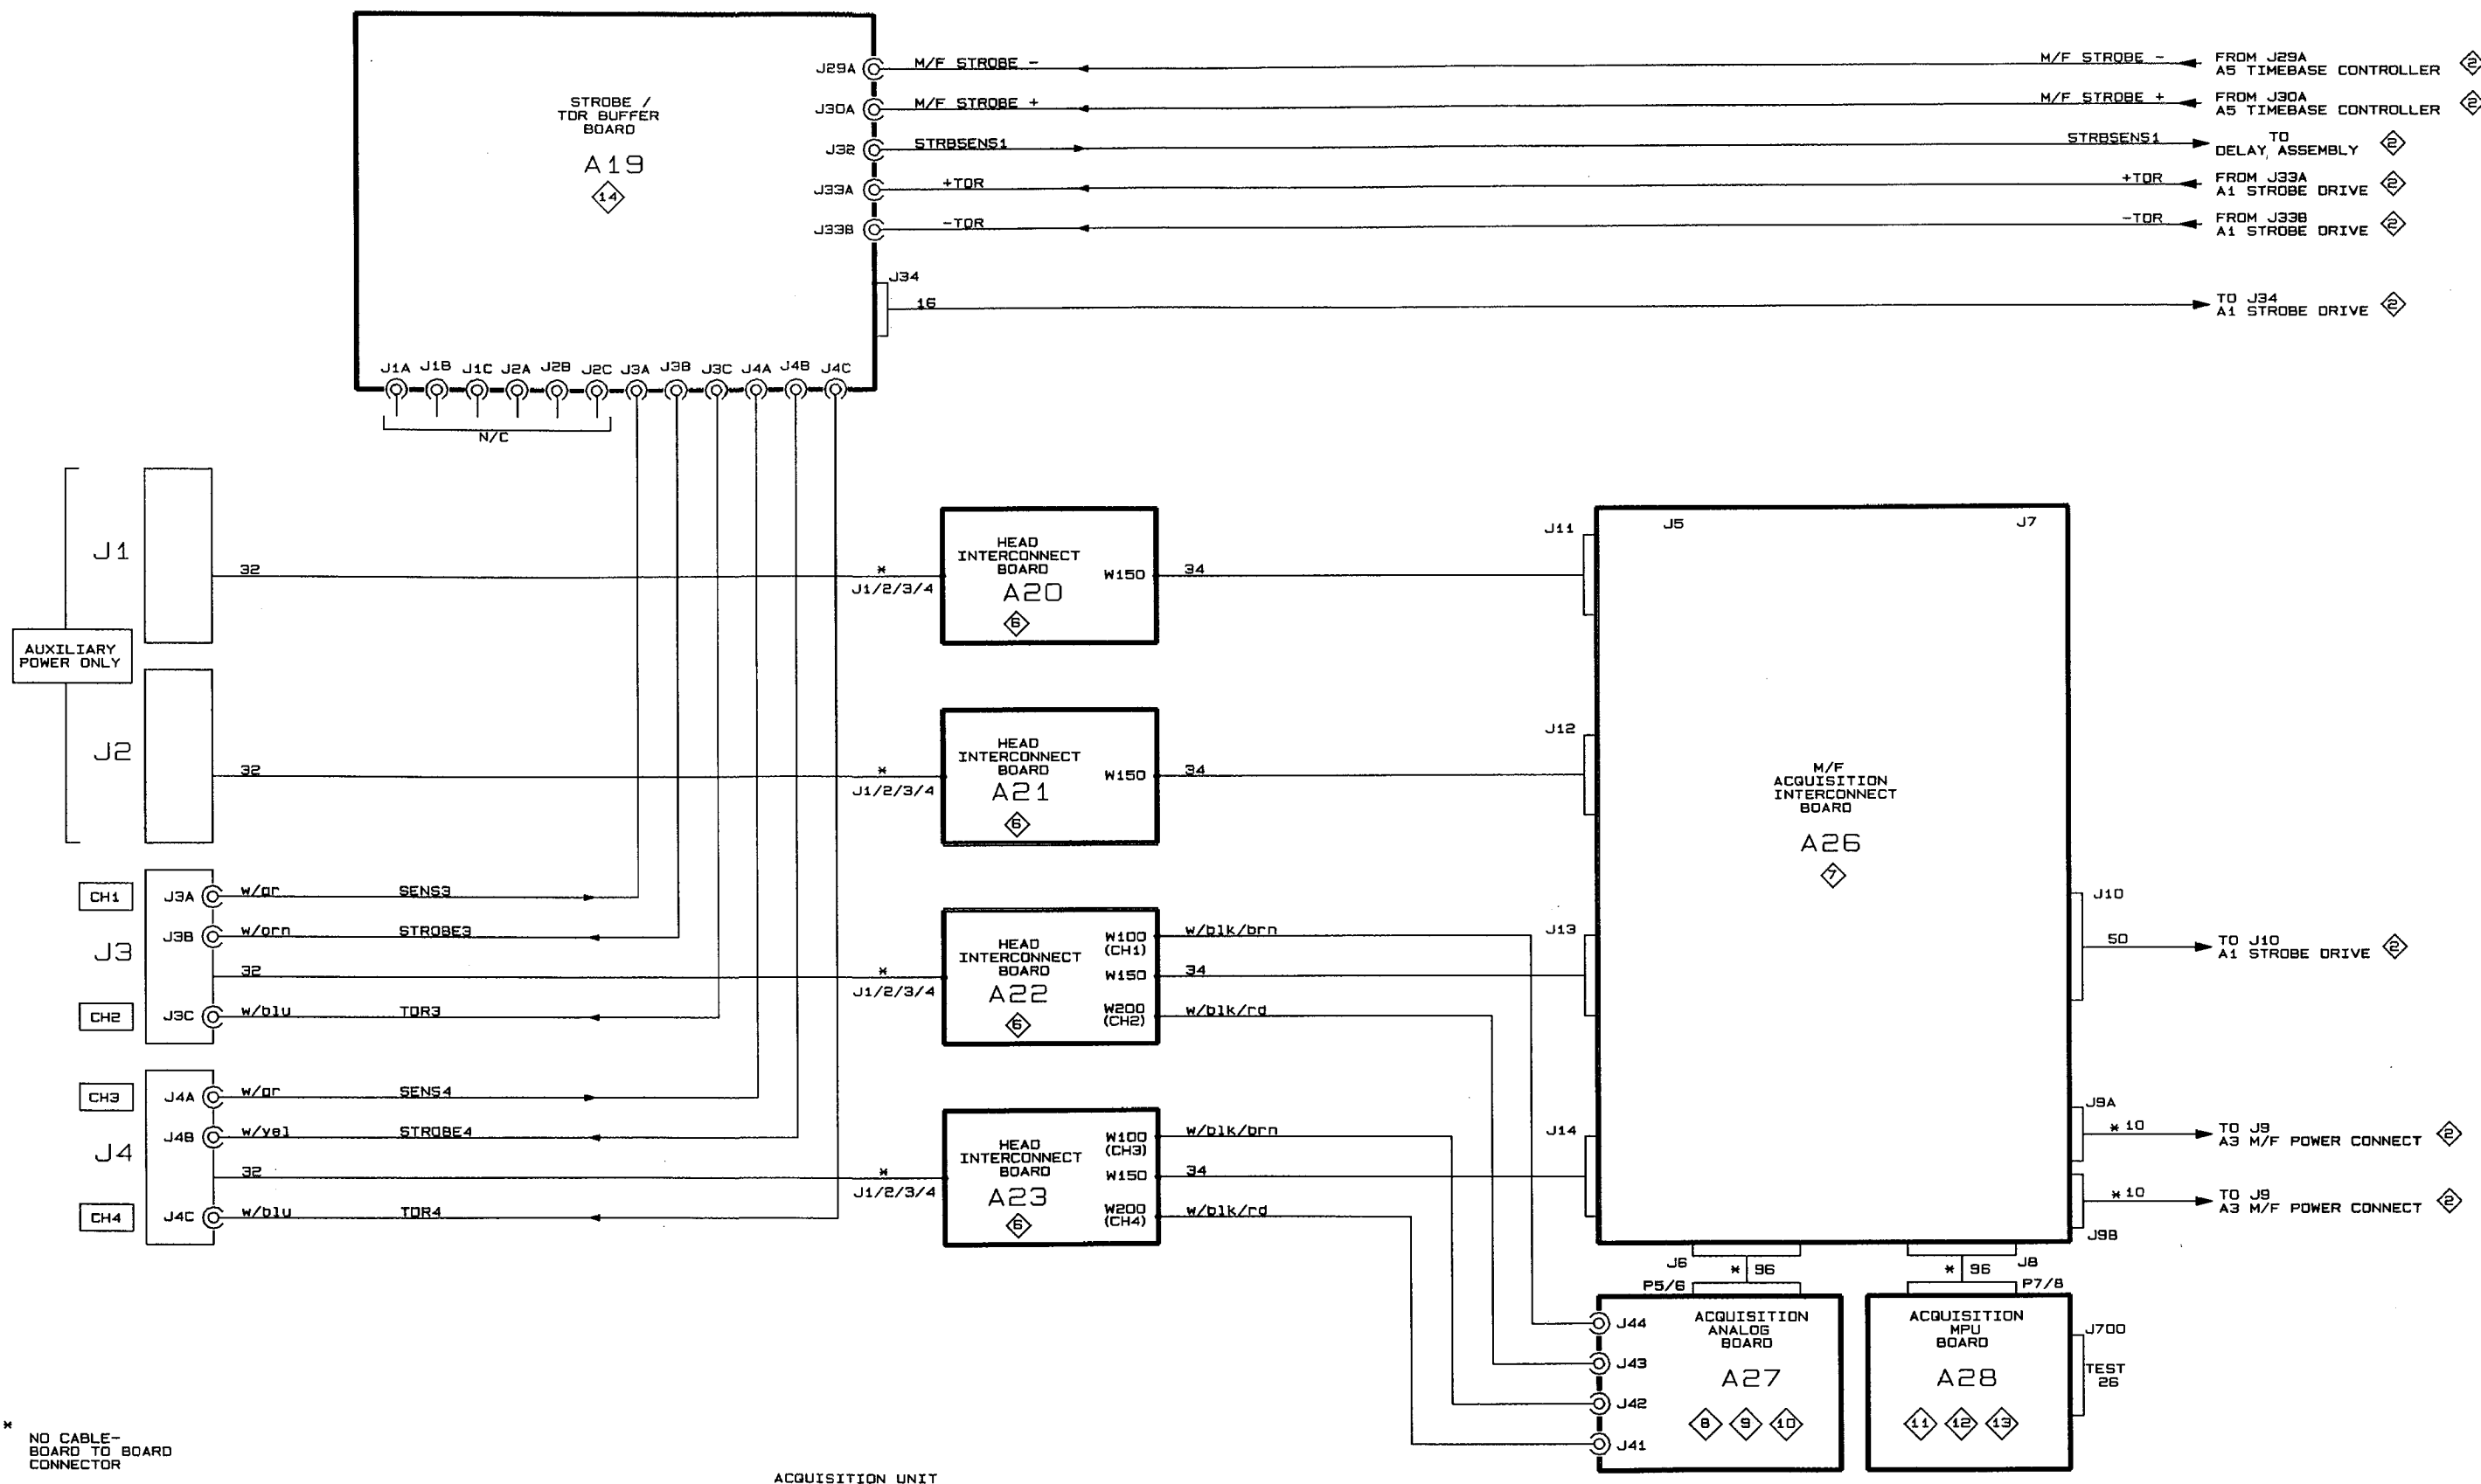 J29A
M/F STROBE -
M/F STROBE -
FROM J29A
A5 TIMEBASE CONTROLLER
2
J30A
M/F STROBE +
M/F STROBE +
FROM J30A
A5 TIMEBASE CONTROLLER
2
STROBE /
TDR BUFFER
BOARD
A19
14
J32
STRBSENS1
STRBSENS1
TO
DELAY ASSEMBLY
2
J33A
+TDR
+TDR
FROM J33A
A1 STROBE DRIVE
2
J33B
-TDR
-TDR
FROM J33B
A1 STROBE DRIVE
2
J34
16
TO J34
A1 STROBE DRIVE
2
J1A J1B J1C J2A J2B J2C J3A J3B J3C J4A J4B J4C
N/C
J1
32
*
J1/2/3/4
HEAD
INTERCONNECT
BOARD
A20
6
W150
34
J11
J5
J7
AUXILIARY
POWER ONLY
J2
32
*
J1/2/3/4
HEAD
INTERCONNECT
BOARD
A21
6
W150
34
J12
M/F
ACQUISITION
INTERCONNECT
BOARD
A26
7
CH1
J3A
w/or
SENS3
J3
J3B
w/orn
STROBE3
32
CH2
J3C
w/blu
TDR3
*
J1/2/3/4
HEAD
INTERCONNECT
BOARD
A22
6
W100
(CH1)
w/blk/brn
W150
34
W200
(CH2)
w/blk/rd
J13
J10
50
TO J10
A1 STROBE DRIVE
2
CH3
J4A
w/or
SENS4
J4
J4B
w/yel
STROBE4
32
CH4
J4C
w/blu
TDR4
*
J1/2/3/4
HEAD
INTERCONNECT
BOARD
A23
6
W100
(CH3)
w/blk/brn
W150
34
W200
(CH4)
w/blk/rd
J14
J9A
* 10
TO J9
A3 M/F POWER CONNECT
2
* 10
TO J9
A3 M/F POWER CONNECT
2
J9B
J6
* 96
P5/6
J8
* 96
P7/8
J44
J43
J42
J41
ACQUISITION
ANALOG
BOARD
A27
8 9 10
ACQUISITION
MPU
BOARD
A28
11 12 13
J700
TEST
26
*
NO CABLE-
BOARD TO BOARD
CONNECTOR
ACQUISITION UNIT